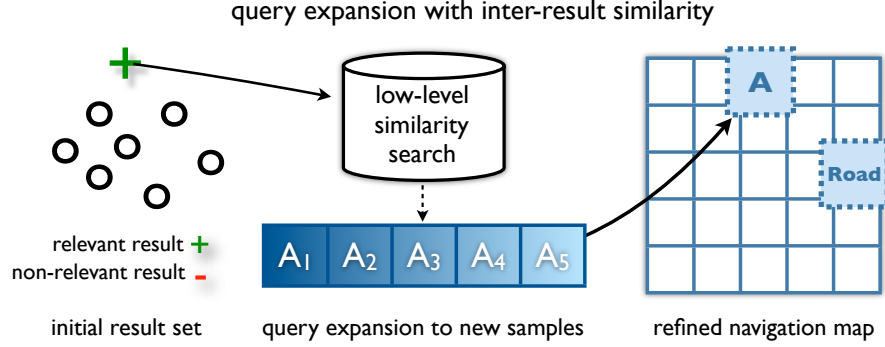 query expansion with inter-result similarity
low-level
similarity
search
A
Road
relevant result +
non-relevant result -
A1 A2 A3 A4 A5
initial result set
query expansion to new samples
refined navigation map